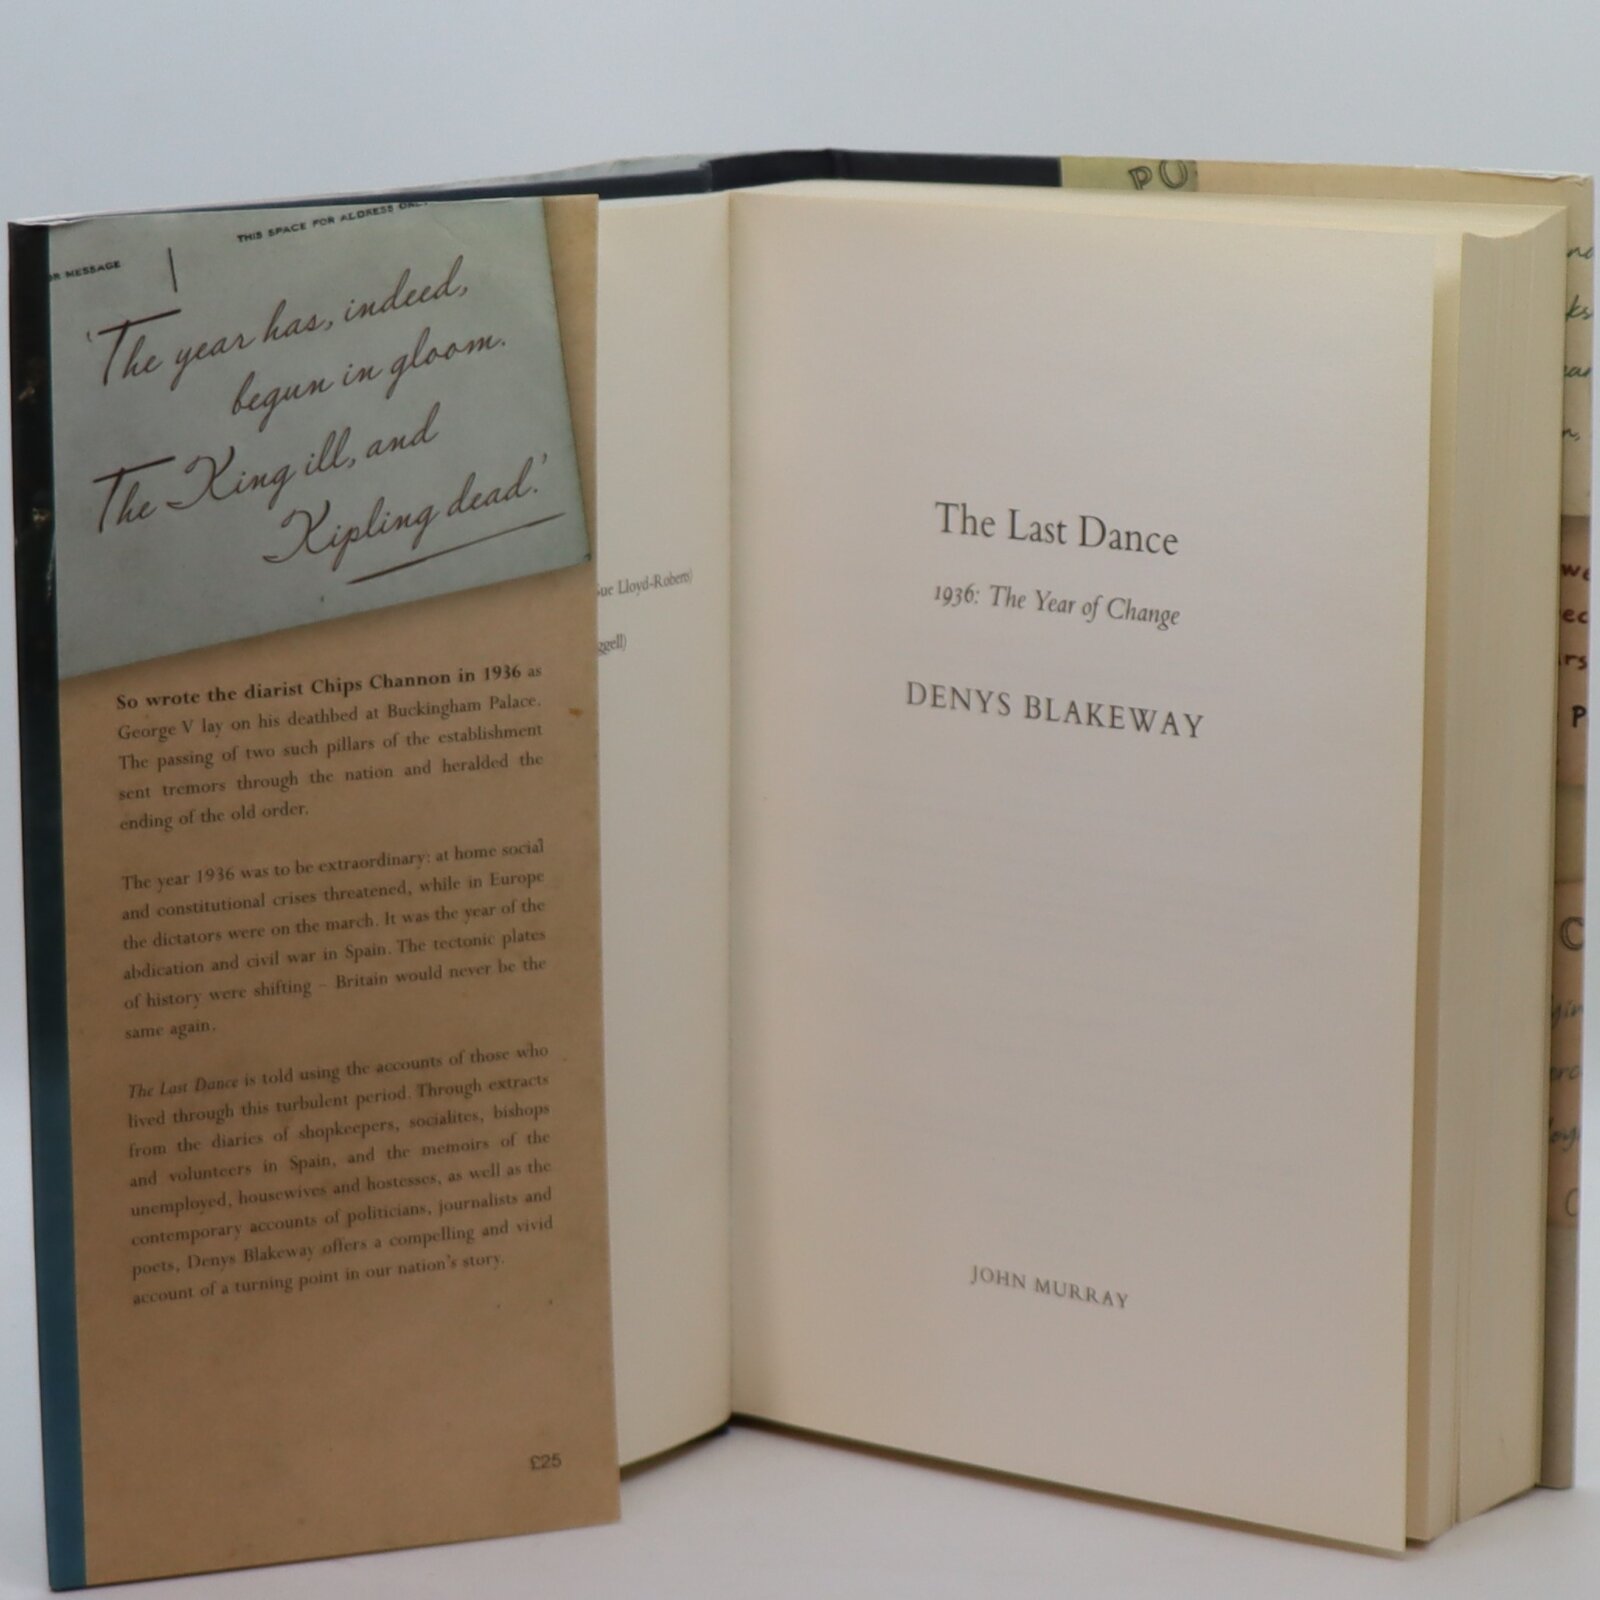 THIS SPACE FOR ADDRESS
MESSAGE
'The year has, indeed,
begun in gloom.
The King ill, and
Kipling dead.'
So wrote the diarist Chips Channon in 1936 as
George V lay on his deathbed at Buckingham Palace.
The passing of two such pillars of the establishment
sent tremors through the nation and heralded the
ending of the old order.
The year 1936 was to be extraordinary: at home social
and constitutional crises threatened, while in Europe
the dictators were on the march. It was the year of the
abdication and civil war in Spain. The tectonic plates
of history were shifting – Britain would never be the
same again.
The Last Dance is told using the accounts of those who
lived through this turbulent period. Through extracts
from the diaries of shopkeepers, socialites, bishops
and volunteers in Spain, and the memoirs of the
unemployed, housewives and hostesses, as well as the
contemporary accounts of politicians, journalists and
poets, Denys Blakeway offers a compelling and vivid
account of a turning point in our nation's story.
£25
Sue Lloyd-Roberts)
ggell)
The Last Dance
1936: The Year of Change
DENYS BLAKEWAY
JOHN MURRAY
PU